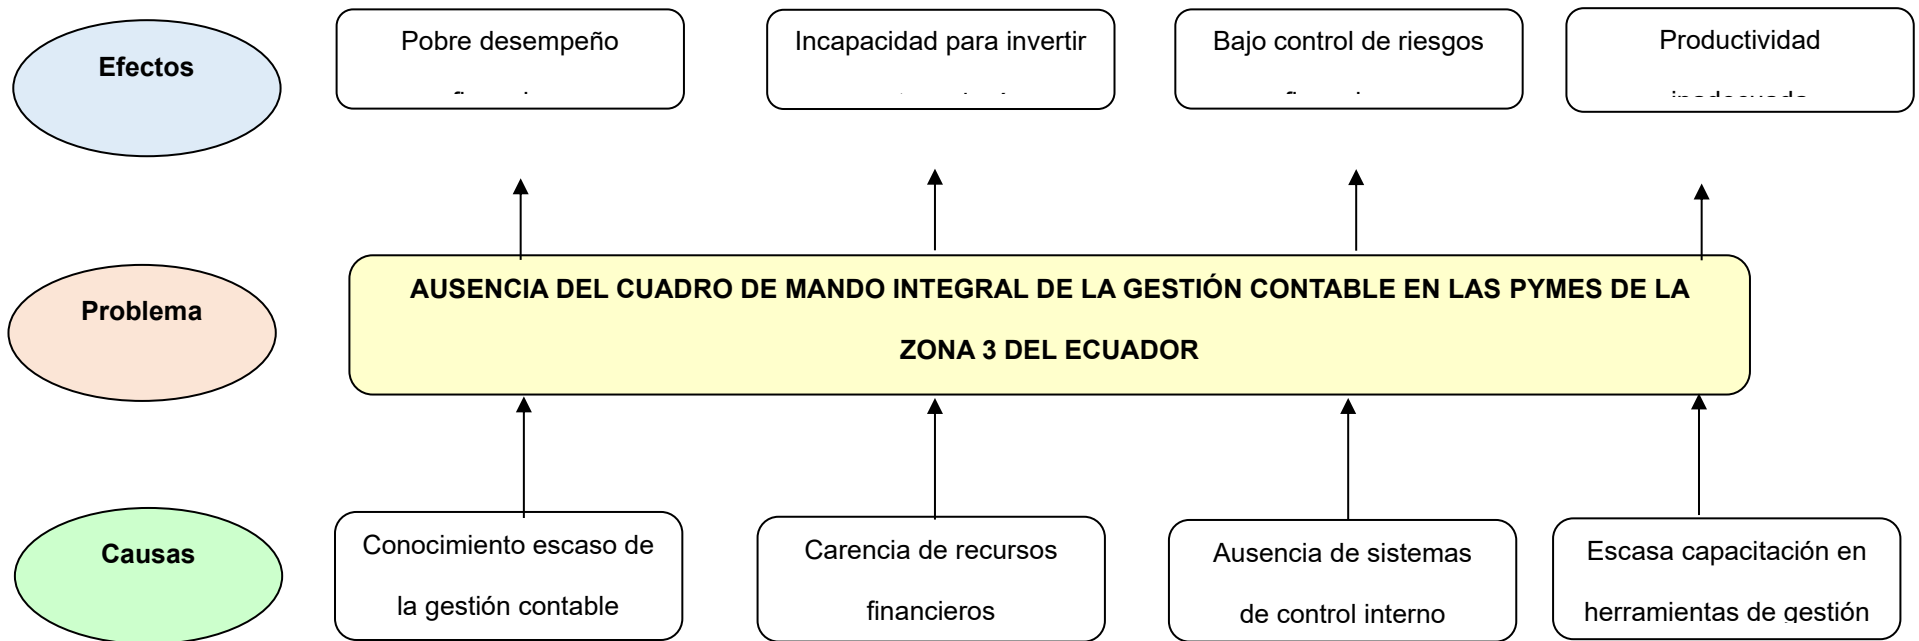 Efectos
Pobre desempeño
Incapacidad para invertir
Bajo control de riesgos
Productividad
inadecuada
Problema
AUSENCIA DEL CUADRO DE MANDO INTEGRAL DE LA GESTIÓN CONTABLE EN LAS PYMES DE LA
ZONA 3 DEL ECUADOR
Causas
Conocimiento escaso de
la gestión contable
Carencia de recursos
financieros
Ausencia de sistemas
de control interno
Escasa capacitación en
herramientas de gestión